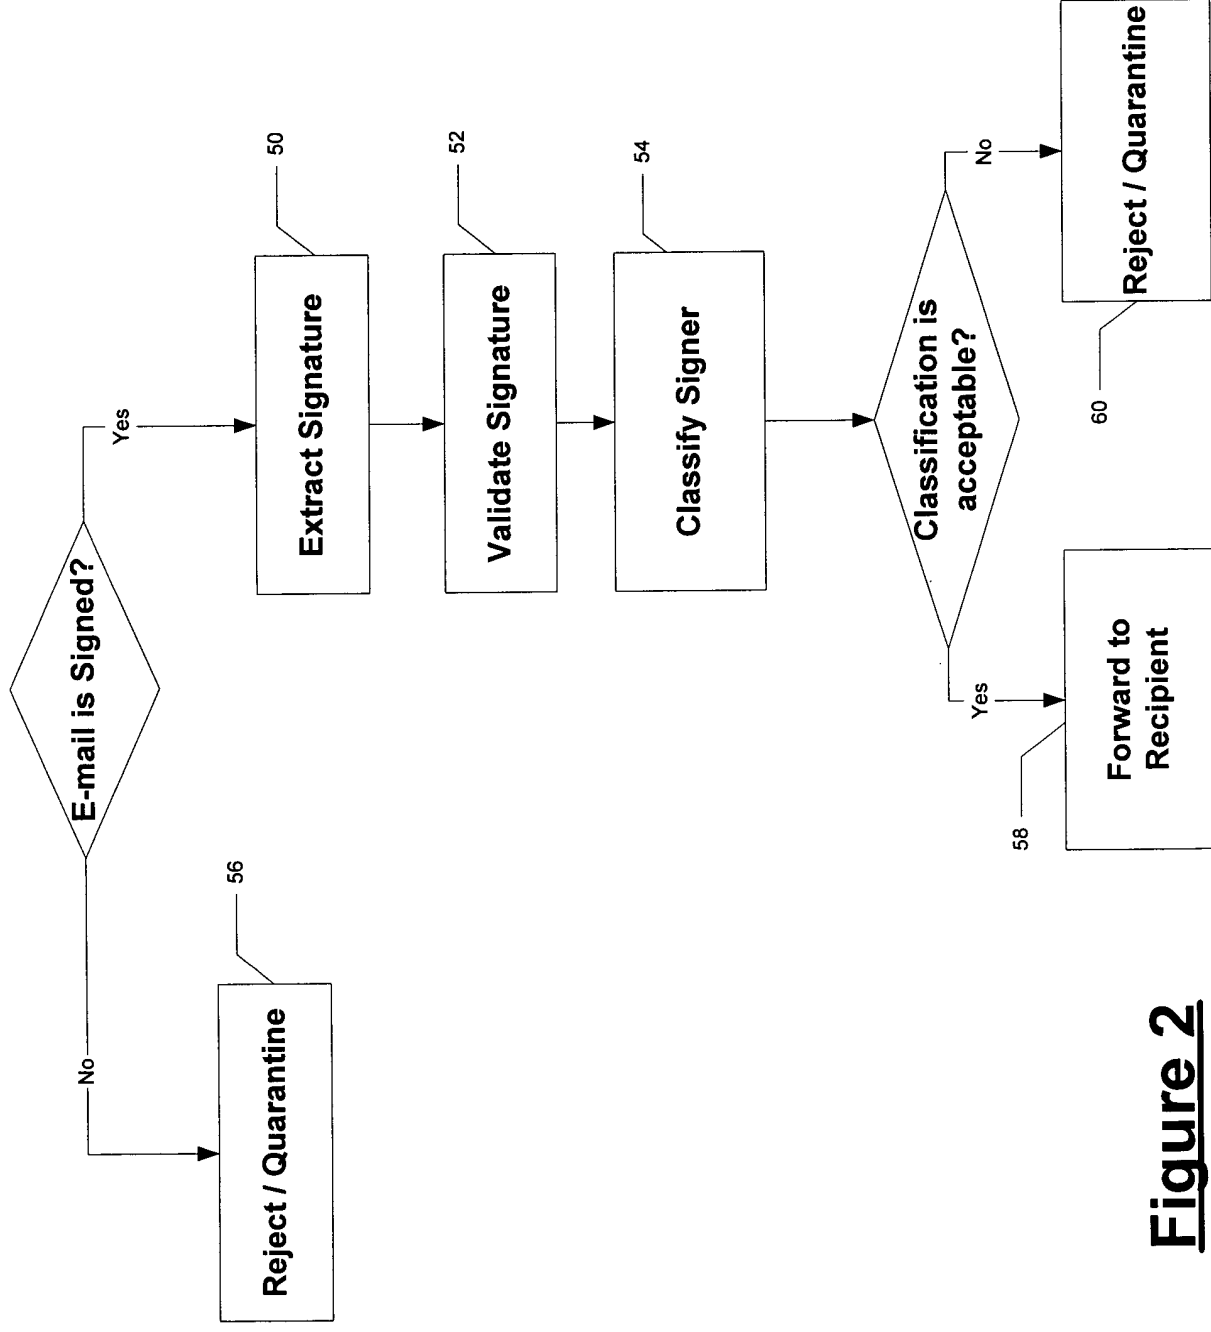 E-mail is Signed?
No
Yes
56
Reject / Quarantine
50
Extract Signature
52
Validate Signature
54
Classify Signer
Classification is
acceptable?
Yes
No
58
Forward to
Recipient
60
Reject / Quarantine
Figure 2